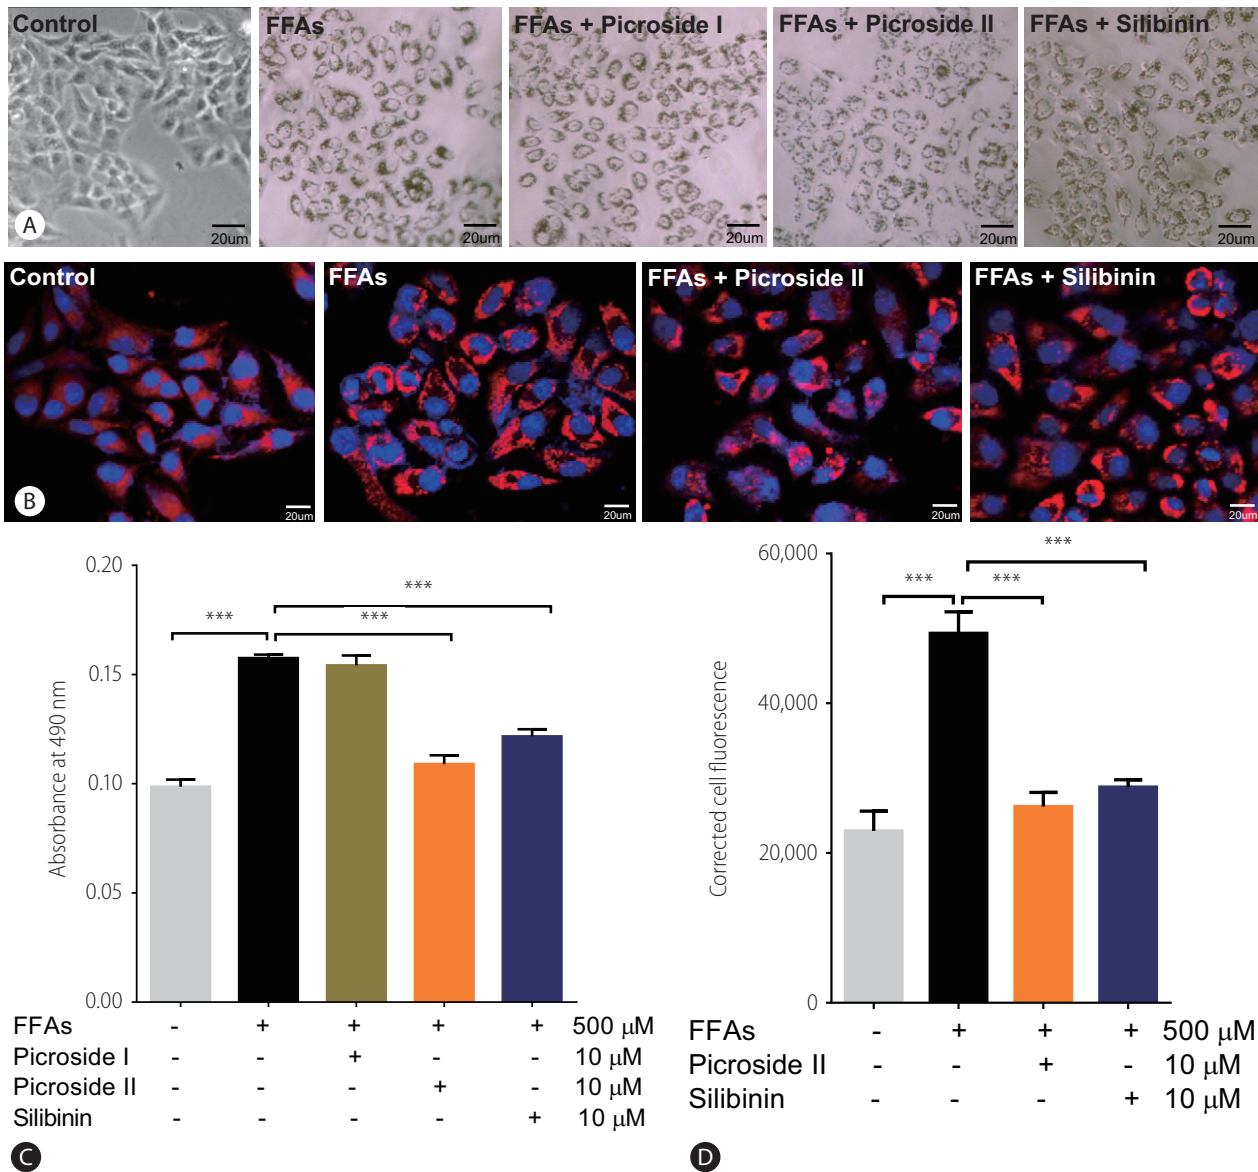 Control FFAs FFAs + Picroside I FFAs + Picroside II FFAs + Silibinin
A 20um 20um 20um 20um 20um
Control FFAs FFAs + Picroside II FFAs + Silibinin
B 20um 20um 20um 20um
Absorbance at 490 nm
0.20
0.15
0.10
0.05
0.00
***
***
***
FFAs - + + + + 500 μM
Picroside I - - + - - 10 μM
Picroside II - - - + - 10 μM
Silibinin - - - - + 10 μM
C
Corrected cell fluorescence
60,000
40,000
20,000
0
***
***
***
FFAs - + + + 500 μM
Picroside II - - + - 10 μM
Silibinin - - - + 10 μM
D